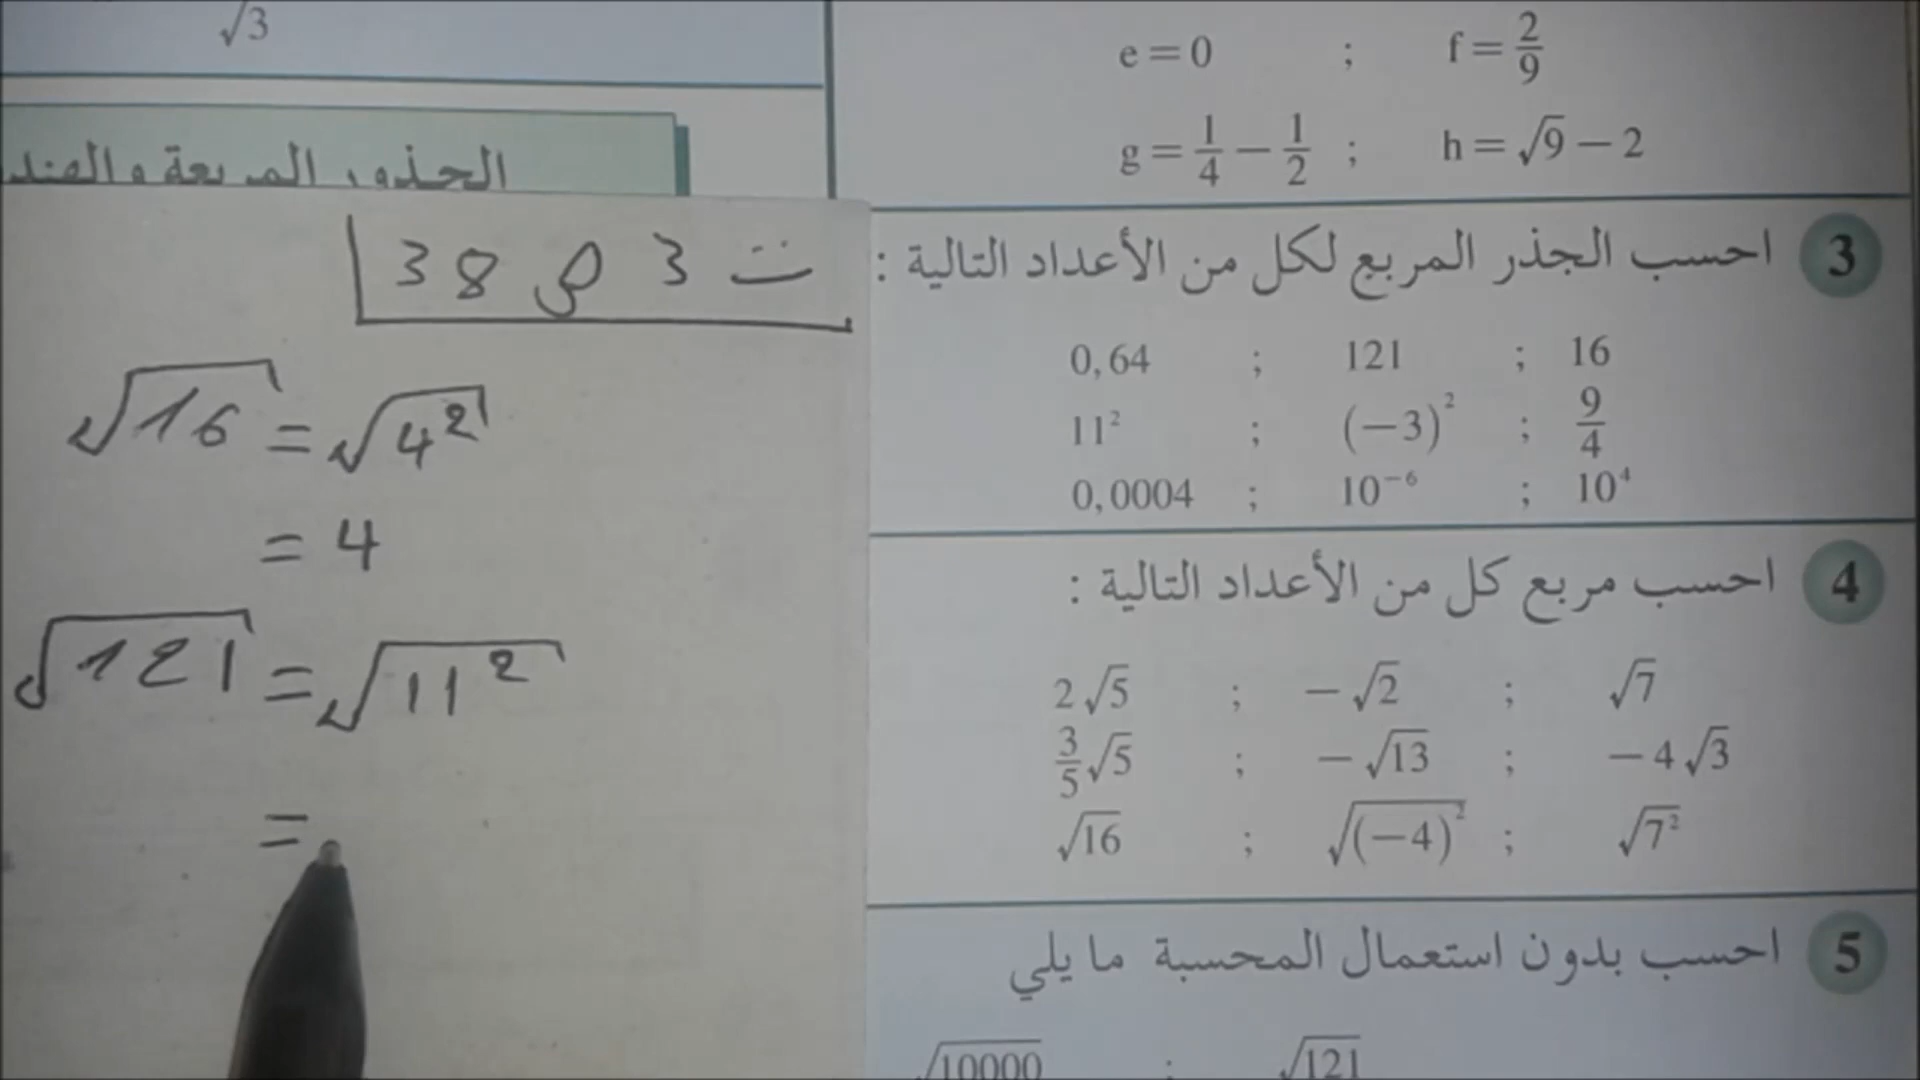 √3
e = 0 ; f = 2/9
g = 1/4 − 1/2 ; h = √9 − 2
الجذور المربعة
ت 3 ص 38
√16 = √4²
= 4
√121 = √11²
=
3 احسب الجذر المربع لكل من الأعداد التالية :
0,64 ; 121 ; 16
11² ; (−3)² ; 9/4
0,0004 ; 10⁻⁶ ; 10⁴
4 احسب مربع كل من الأعداد التالية :
2√5 ; −√2 ; √7
3/5√5 ; −√13 ; −4√3
√16 ; √(−4)² ; √7²
5 احسب بدون استعمال المحسبة ما يلي
√10000 ; √121